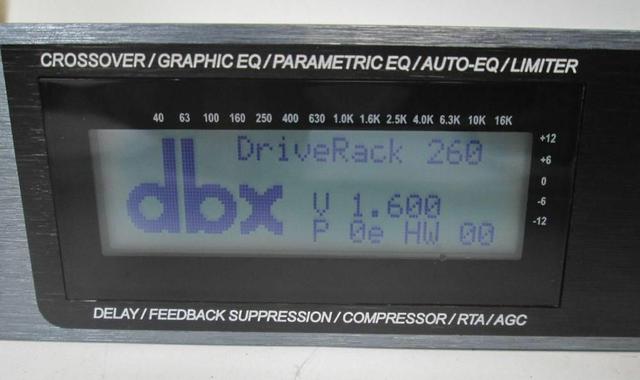 CROSSOVER / GRAPHIC EQ / PARAMETRIC EQ / AUTO-EQ / LIMITER
40 63 100 160 250 400 630 1.0K 1.6K 2.5K 4.0K 6.3K 10K 16K
DriveRack 260
dbx
V 1.600
P 0e HW 00
+12
+6
0
-6
-12
DELAY / FEEDBACK SUPPRESSION / COMPRESSOR / RTA / AGC